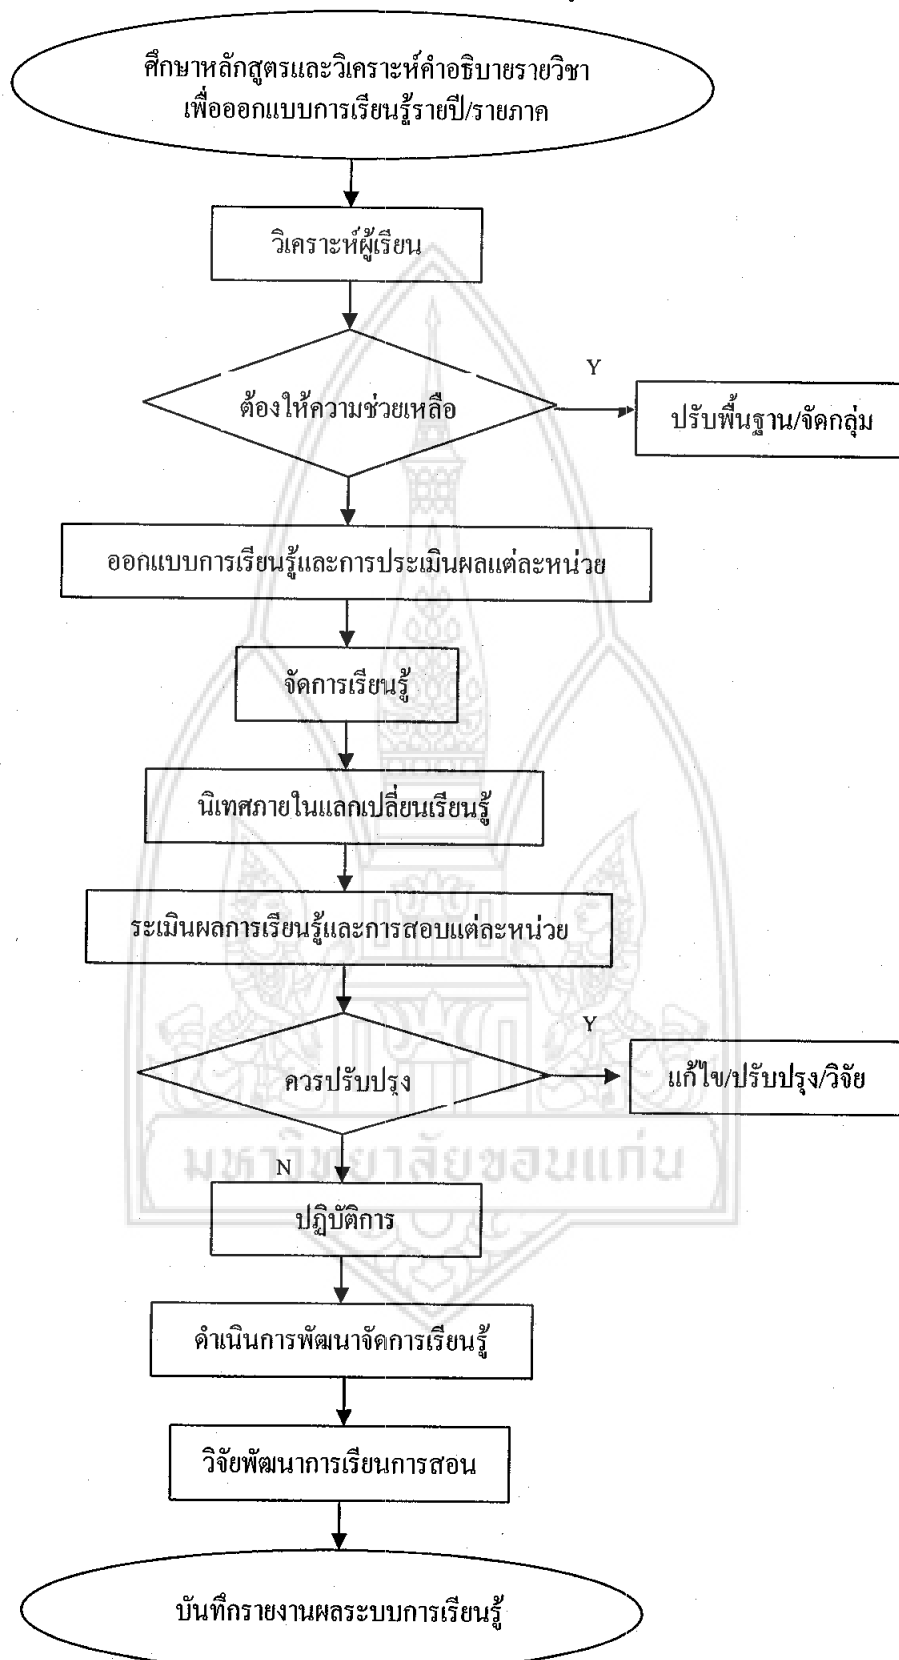 ศึกษาหลักสูตรและวิเคราะห์คำอธิบายรายวิชา
เพื่อออกแบบการเรียนรู้รายปี/รายภาค
วิเคราะห์ผู้เรียน
ต้องให้ความช่วยเหลือ
Y
ปรับพื้นฐาน/จัดกลุ่ม
ออกแบบการเรียนรู้และการประเมินผลแต่ละหน่วย
จัดการเรียนรู้
นิเทศภายในแลกเปลี่ยนเรียนรู้
ระเมินผลการเรียนรู้และการสอบแต่ละหน่วย
ควรปรับปรุง
Y
แก้ไข/ปรับปรุง/วิจัย
มหาวิทยาลัยขอนแก่น
N
ปฏิบัติการ
ดำเนินการพัฒนาจัดการเรียนรู้
วิจัยพัฒนาการเรียนการสอน
บันทึกรายงานผลระบบการเรียนรู้